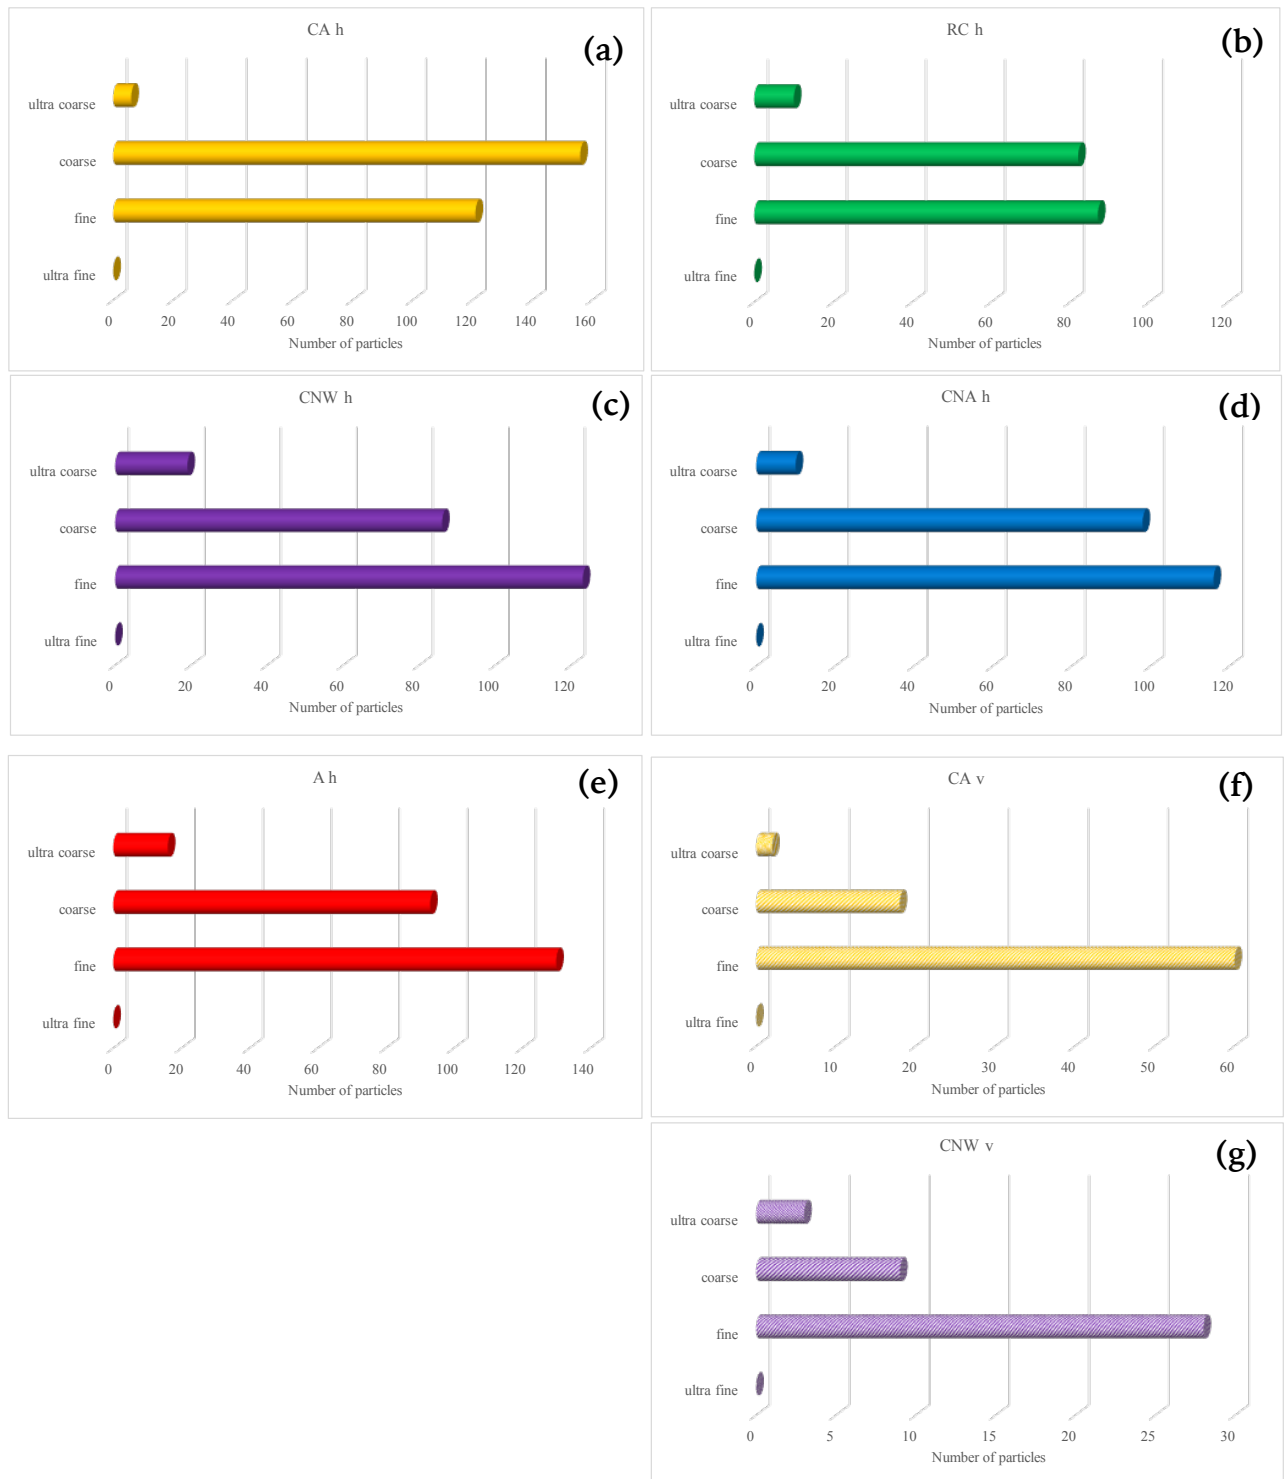 CA h
(a)
ultra coarse
coarse
fine
ultra fine
0 20 40 60 80 100 120 140 160
Number of particles
RC h
(b)
ultra coarse
coarse
fine
ultra fine
0 20 40 60 80 100 120
Number of particles
CNW h
(c)
ultra coarse
coarse
fine
ultra fine
0 20 40 60 80 100 120
Number of particles
CNA h
(d)
ultra coarse
coarse
fine
ultra fine
0 20 40 60 80 100 120
Number of particles
A h
(e)
ultra coarse
coarse
fine
ultra fine
0 20 40 60 80 100 120 140
Number of particles
CA v
(f)
ultra coarse
coarse
fine
ultra fine
0 10 20 30 40 50 60
Number of particles
CNW v
(g)
ultra coarse
coarse
fine
ultra fine
0 5 10 15 20 25 30
Number of particles